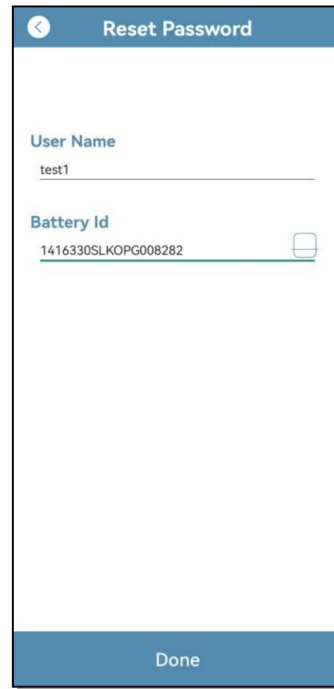 Reset Password
User Name
test1
Battery Id
1416330SLKOPG008282
Done